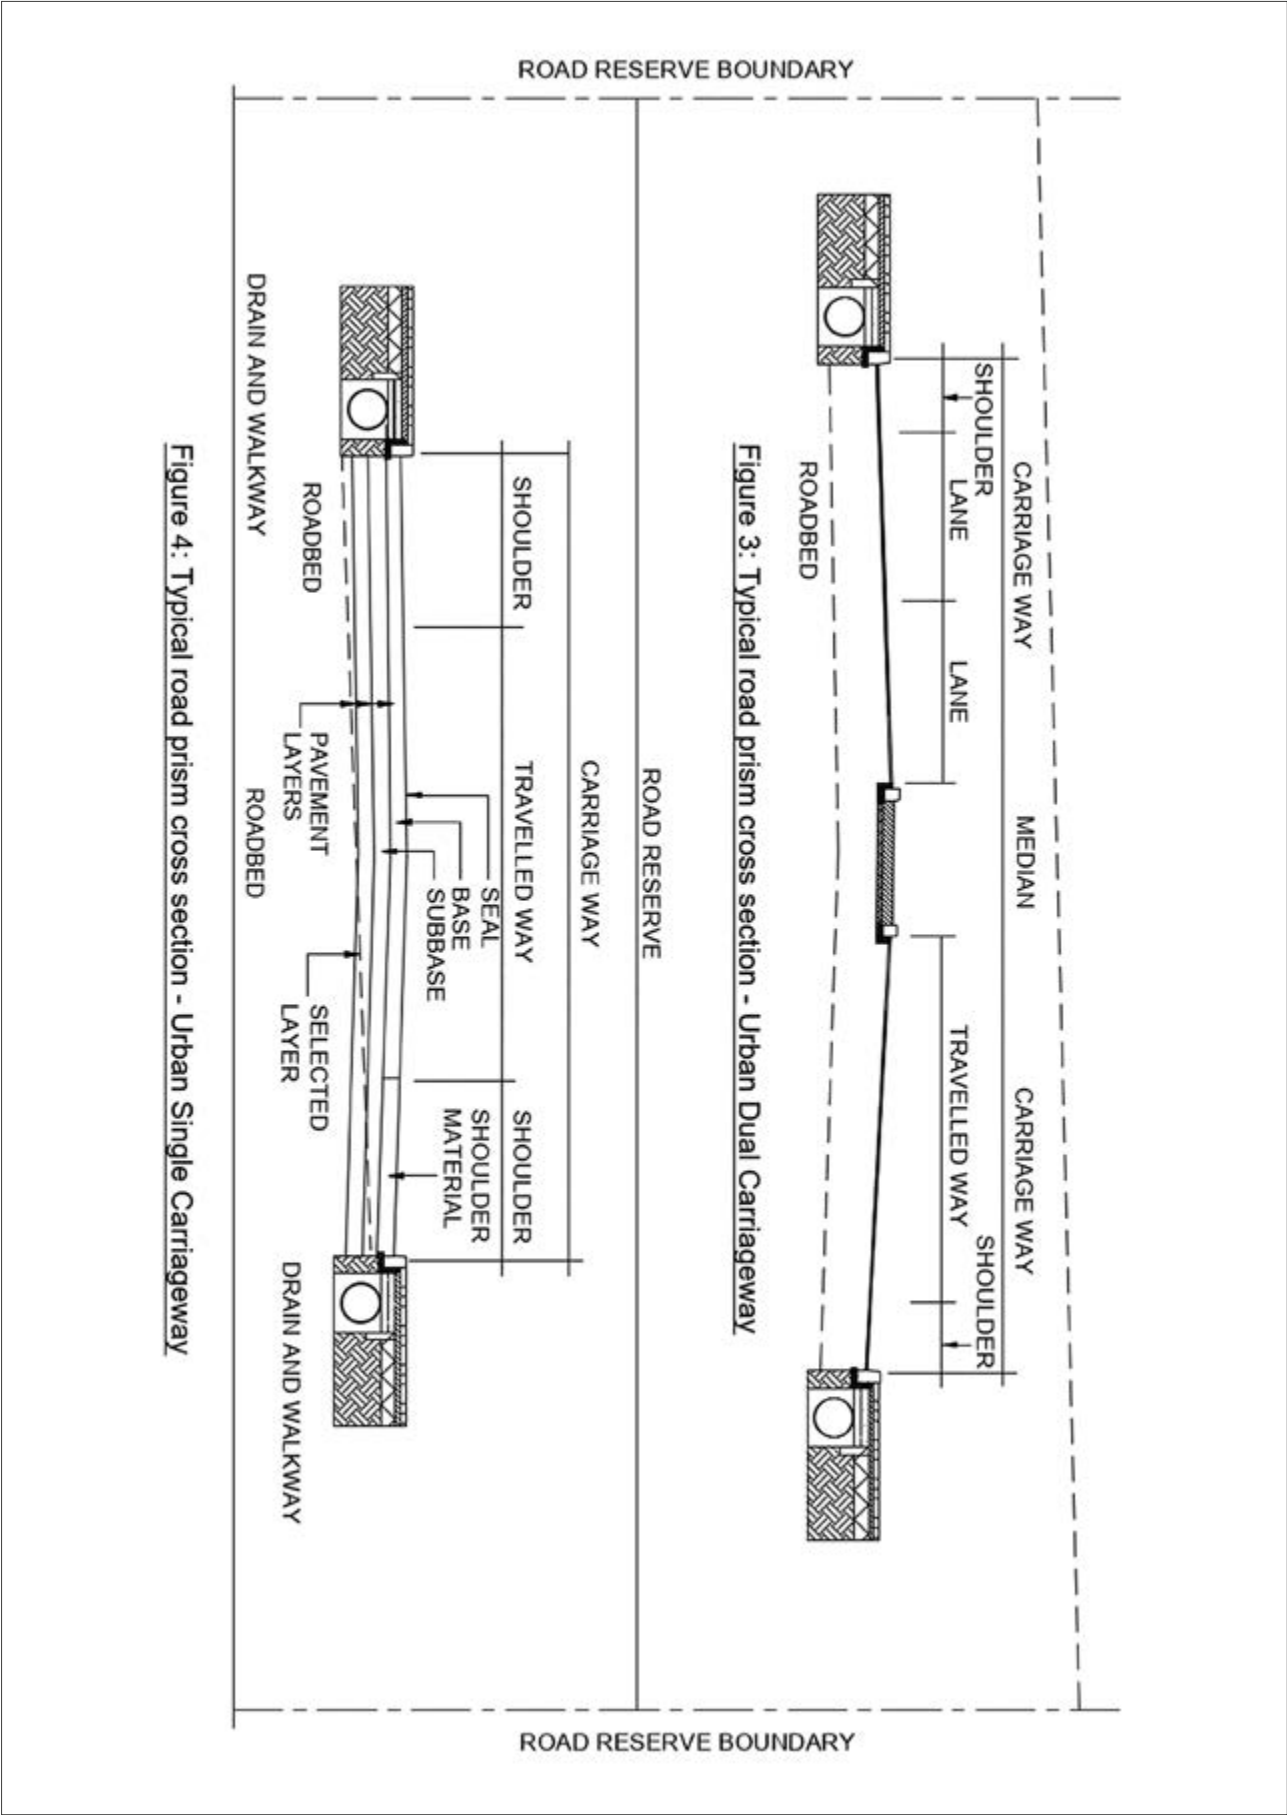 ROAD RESERVE BOUNDARY
CARRIAGE WAY
MEDIAN
CARRIAGE WAY
SHOULDER
LANE
LANE
TRAVELLED WAY
SHOULDER
ROADBED
Figure 3: Typical road prism cross section - Urban Dual Carriageway
ROAD RESERVE
CARRIAGE WAY
SHOULDER
TRAVELLED WAY
SHOULDER
SEAL
BASE
SUBBASE
SHOULDER
MATERIAL
ROADBED
PAVEMENT
LAYERS
SELECTED
LAYER
DRAIN AND WALKWAY
ROADBED
DRAIN AND WALKWAY
Figure 4: Typical road prism cross section - Urban Single Carriageway
ROAD RESERVE BOUNDARY